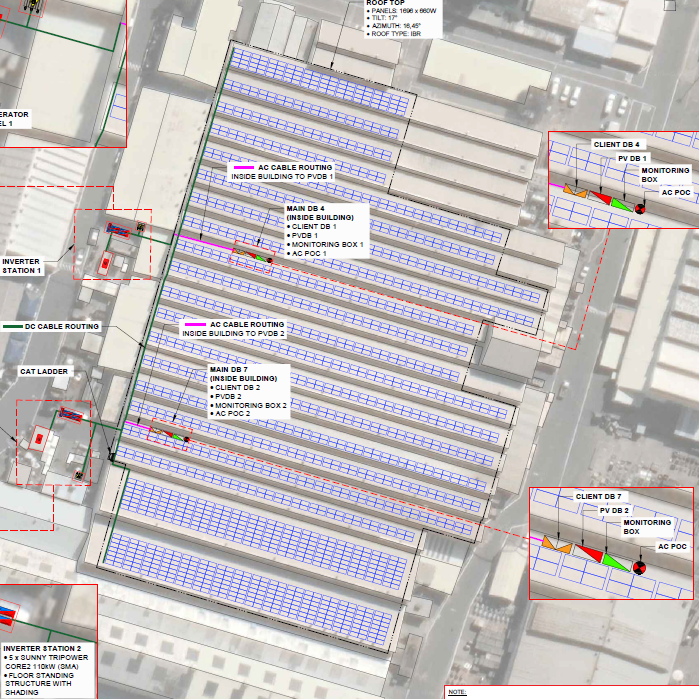 ROOF TOP
• PANELS: 1696 x 660W
• TILT: 17°
• AZIMUTH: 16,45°
• ROOF TYPE: IBR
ERATOR
EL 1
CLIENT DB 4
PV DB 1
MONITORING
BOX
AC POC
AC CABLE ROUTING
INSIDE BUILDING TO PVDB 1
MAIN DB 4
(INSIDE BUILDING)
• CLIENT DB 1
• PVDB 1
• MONITORING BOX 1
• AC POC 1
INVERTER
STATION 1
DC CABLE ROUTING
AC CABLE ROUTING
INSIDE BUILDING TO PVDB 2
CAT LADDER
MAIN DB 7
(INSIDE BUILDING)
• CLIENT DB 2
• PVDB 2
• MONITORING BOX 2
• AC POC 2
CLIENT DB 7
PV DB 2
MONITORING
BOX
AC POC
INVERTER STATION 2
• 5 x SUNNY TRIPOWER
CORE2 110kW (SMA)
• FLOOR STANDING
STRUCTURE WITH
SHADING
NOTE: